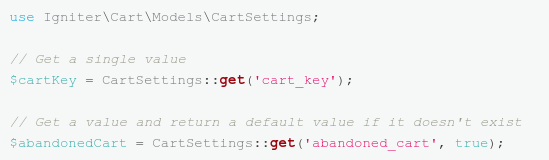 use Igniter\Cart\Models\CartSettings;
// Get a single value
$cartKey = CartSettings::get('cart_key');
// Get a value and return a default value if it doesn't exist
$abandonedCart = CartSettings::get('abandoned_cart', true);